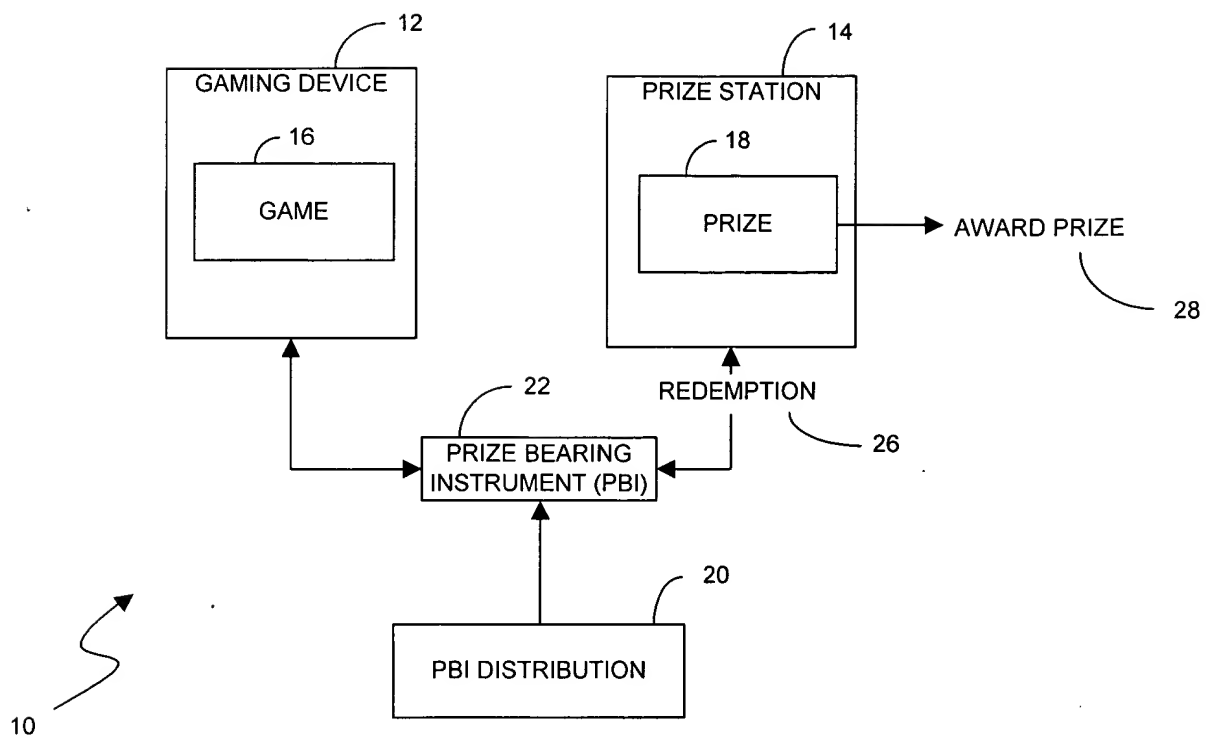 12
14
GAMING DEVICE
PRIZE STATION
16
18
GAME
PRIZE
AWARD PRIZE
28
REDEMPTION
22
26
PRIZE BEARING
INSTRUMENT (PBI)
20
PBI DISTRIBUTION
10